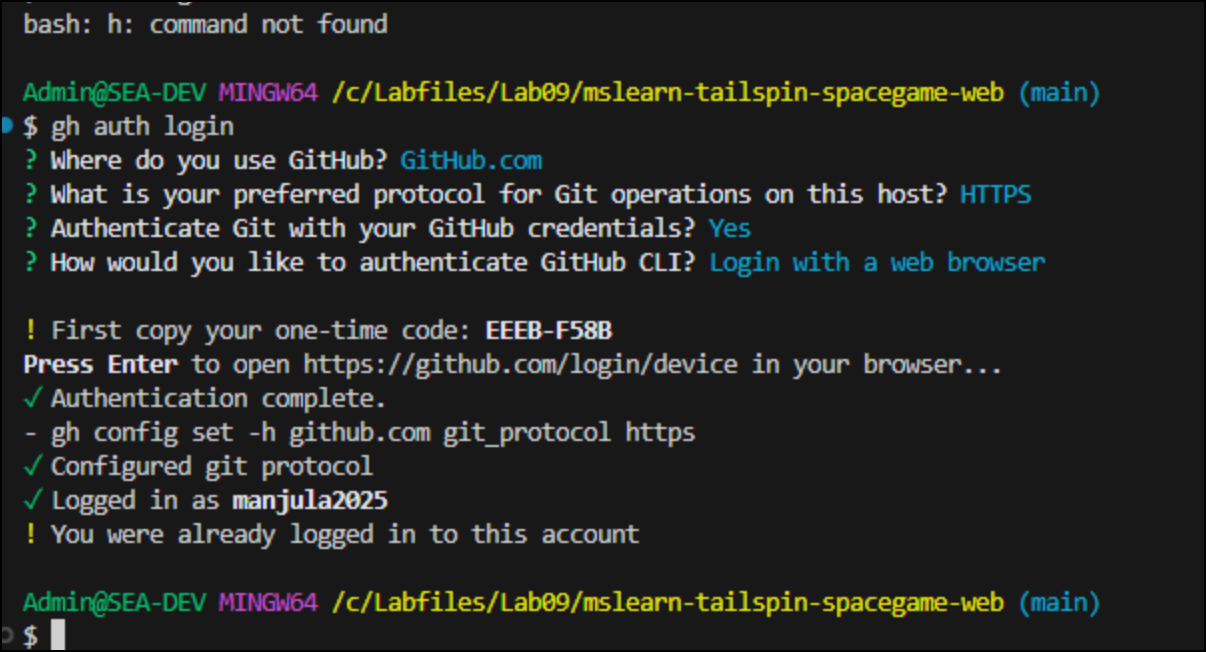 bash: h: command not found
Admin@SEA-DEV MINGW64 /c/Labfiles/Lab09/mslearn-tailspin-spacegame-web (main)
$ gh auth login
? Where do you use GitHub? GitHub.com
? What is your preferred protocol for Git operations on this host? HTTPS
? Authenticate Git with your GitHub credentials? Yes
? How would you like to authenticate GitHub CLI? Login with a web browser
! First copy your one-time code: EEEB-F58B
Press Enter to open https://github.com/login/device in your browser...
✓ Authentication complete.
- gh config set -h github.com git_protocol https
✓ Configured git protocol
✓ Logged in as manjula2025
! You were already logged in to this account
Admin@SEA-DEV MINGW64 /c/Labfiles/Lab09/mslearn-tailspin-spacegame-web (main)
$